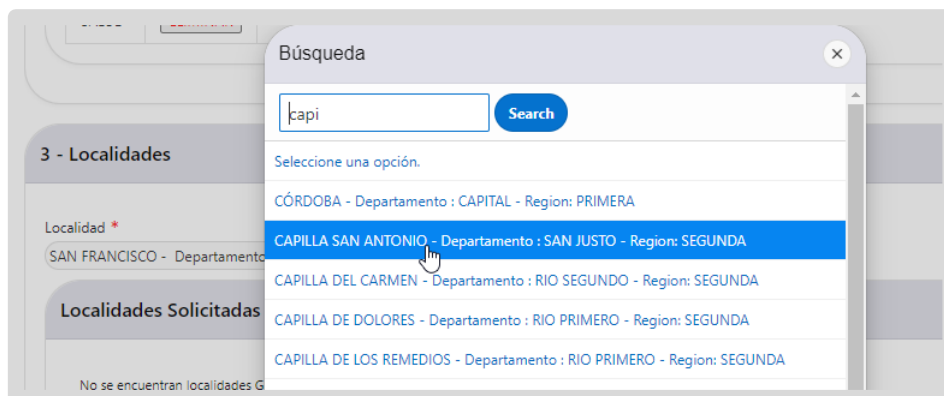 Búsqueda
capi
Search
3 - Localidades
Seleccione una opción.
CÓRDOBA - Departamento : CAPITAL - Region: PRIMERA
Localidad *
CAPILLA SAN ANTONIO - Departamento : SAN JUSTO - Region: SEGUNDA
SAN FRANCISCO - Departamento
CAPILLA DEL CARMEN - Departamento : RIO SEGUNDO - Region: SEGUNDA
Localidades Solicitadas
CAPILLA DE DOLORES - Departamento : RIO PRIMERO - Region: SEGUNDA
CAPILLA DE LOS REMEDIOS - Departamento : RIO PRIMERO - Region: SEGUNDA
No se encuentran localidades G